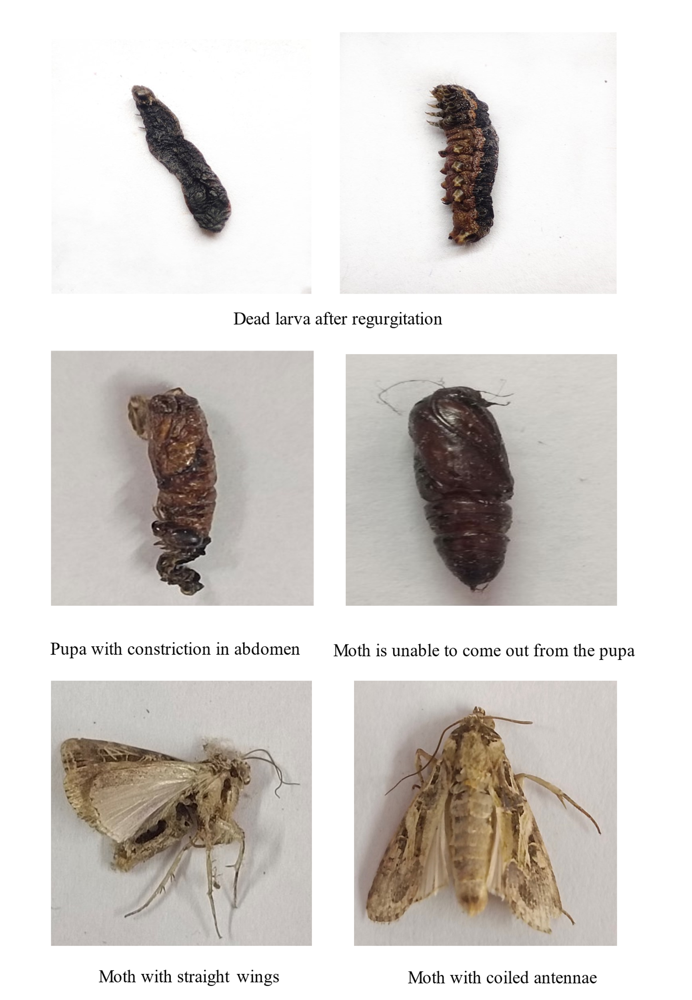 Dead larva after regurgitation
Pupa with constriction in abdomen
Moth is unable to come out from the pupa
Moth with straight wings
Moth with coiled antennae